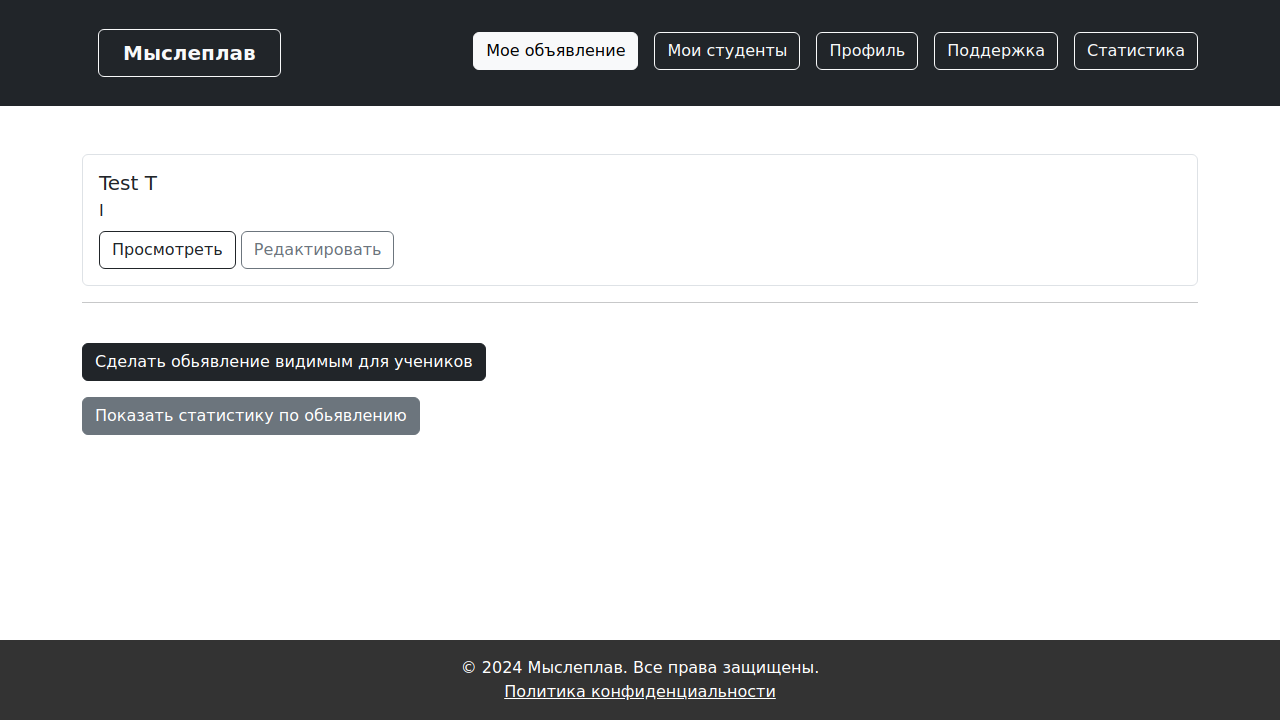 Мыслеплав
Мое объявление
Мои студенты
Профиль
Поддержка
Статистика
Test T
I
Просмотреть
Редактировать
Сделать обьявление видимым для учеников
Показать статистику по обьявлению
© 2024 Мыслеплав. Все права защищены.
Политика конфиденциальности